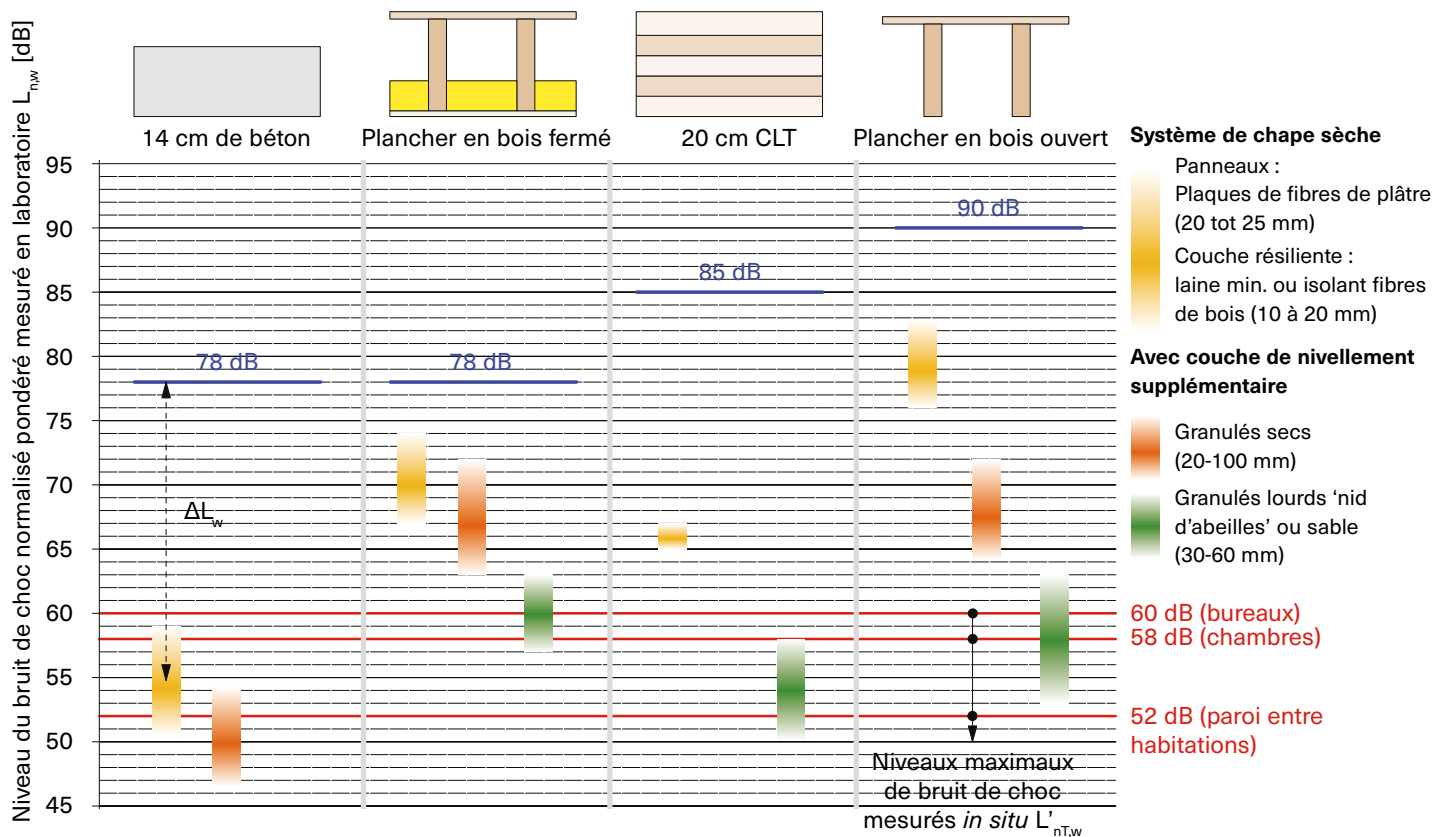 Niveau du bruit de choc normalisé pondéré mesuré en laboratoire Ln,w [dB]
14 cm de béton
Plancher en bois fermé
20 cm CLT
Plancher en bois ouvert
95
90
85
80
75
70
65
60
55
50
45
78 dB
78 dB
85 dB
90 dB
ΔLw
Niveaux maximaux
de bruit de choc
mesurés in situ L'nT,w
Système de chape sèche
Panneaux :
Plaques de fibres de plâtre
(20 tot 25 mm)
Couche résiliente :
laine min. ou isolant fibres
de bois (10 à 20 mm)
Avec couche de nivellement
supplémentaire
Granulés secs
(20-100 mm)
Granulés lourds ‘nid
d’abeilles’ ou sable
(30-60 mm)
60 dB (bureaux)
58 dB (chambres)
52 dB (paroi entre
habitations)